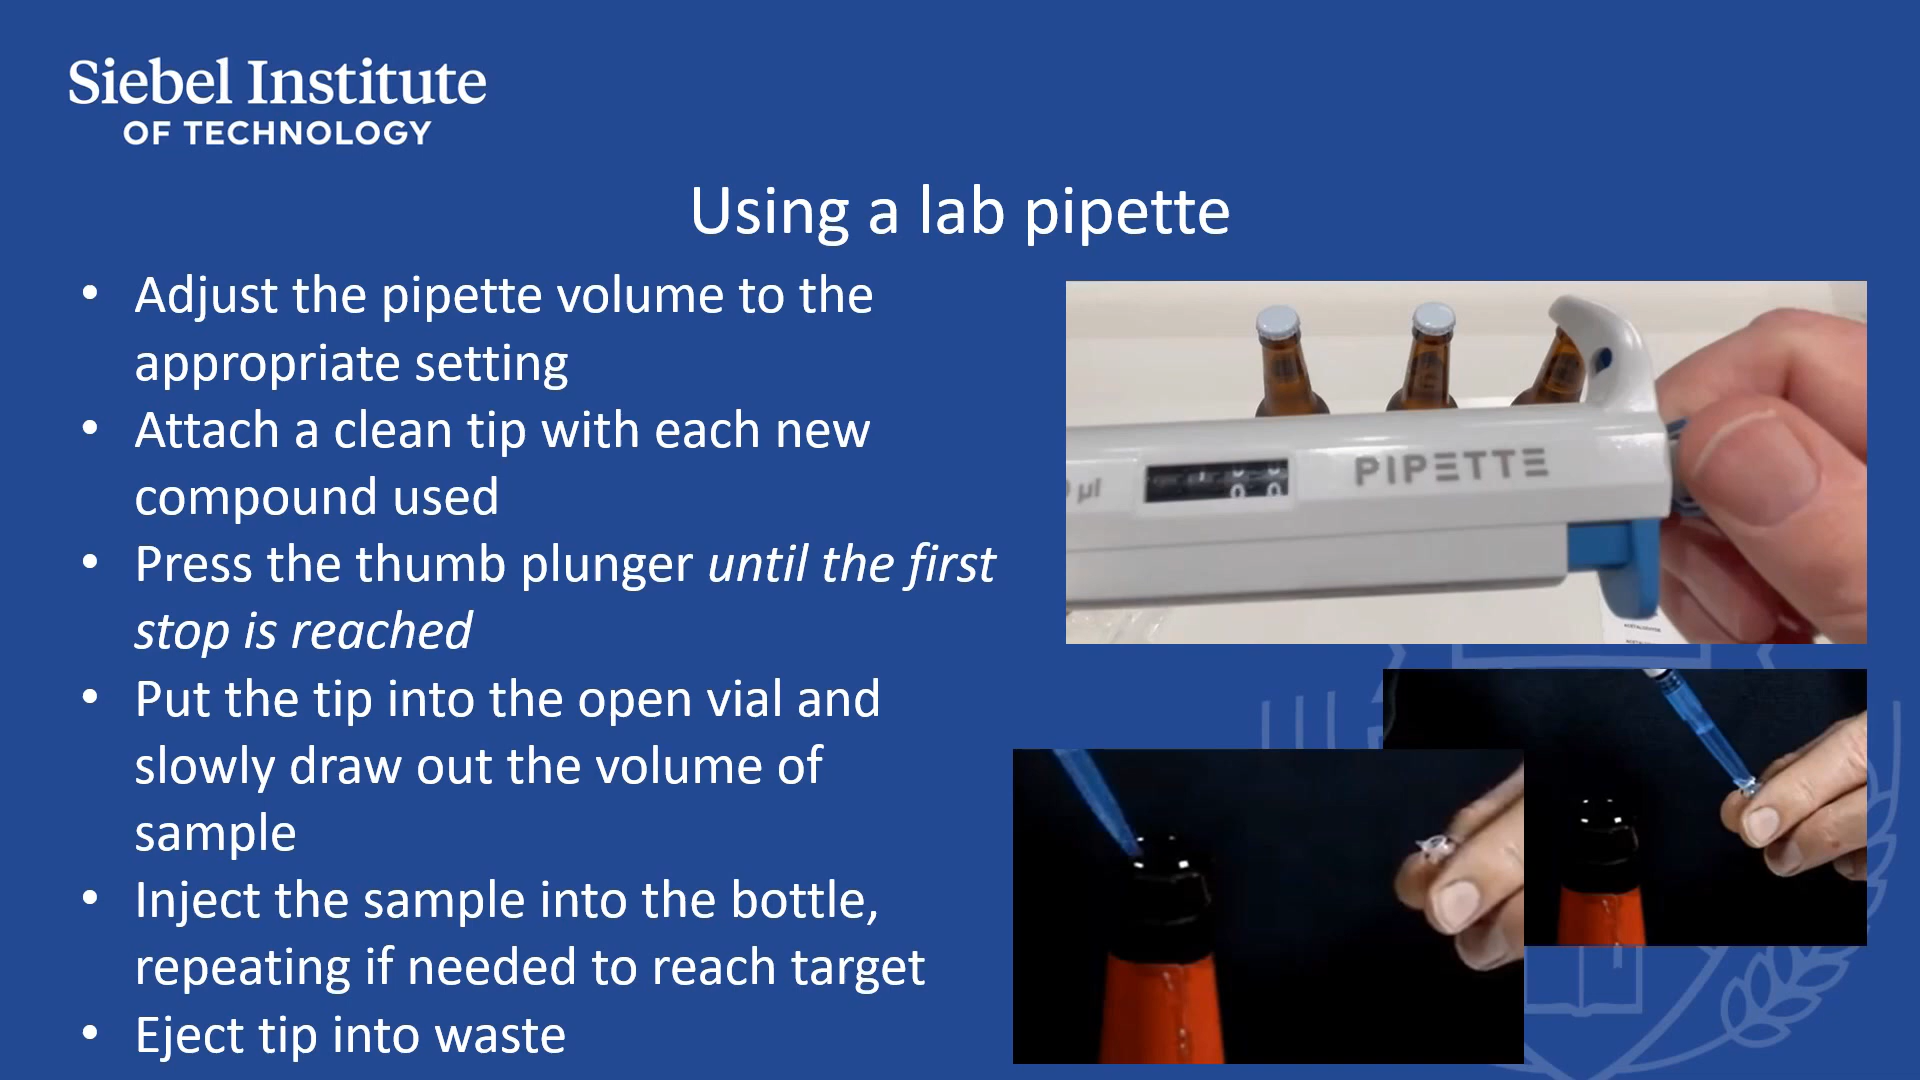 Siebel Institute
OF TECHNOLOGY
Using a lab pipette
• Adjust the pipette volume to the
appropriate setting
• Attach a clean tip with each new
compound used
• Press the thumb plunger until the first
stop is reached
• Put the tip into the open vial and
slowly draw out the volume of
sample
• Inject the sample into the bottle,
repeating if needed to reach target
• Eject tip into waste
µl
PIPETTE